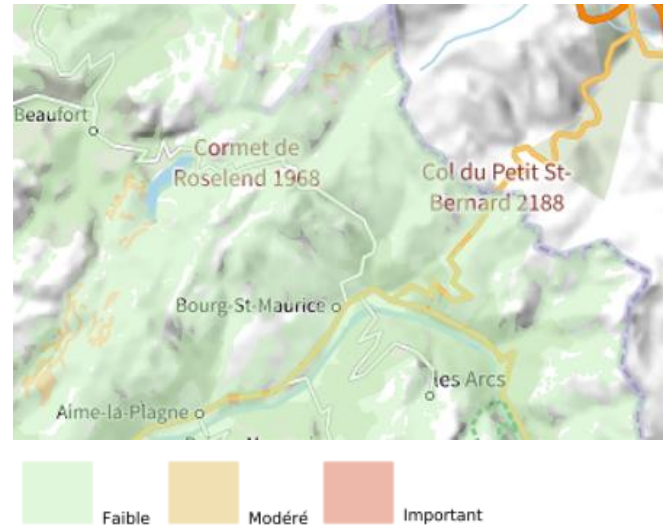 Beaufort
Cormet de
Roselend 1968
Col du Petit St-
Bernard 2188
Bourg-St-Maurice
les Arcs
Aime-la-Plagne
Faible
Modéré
Important